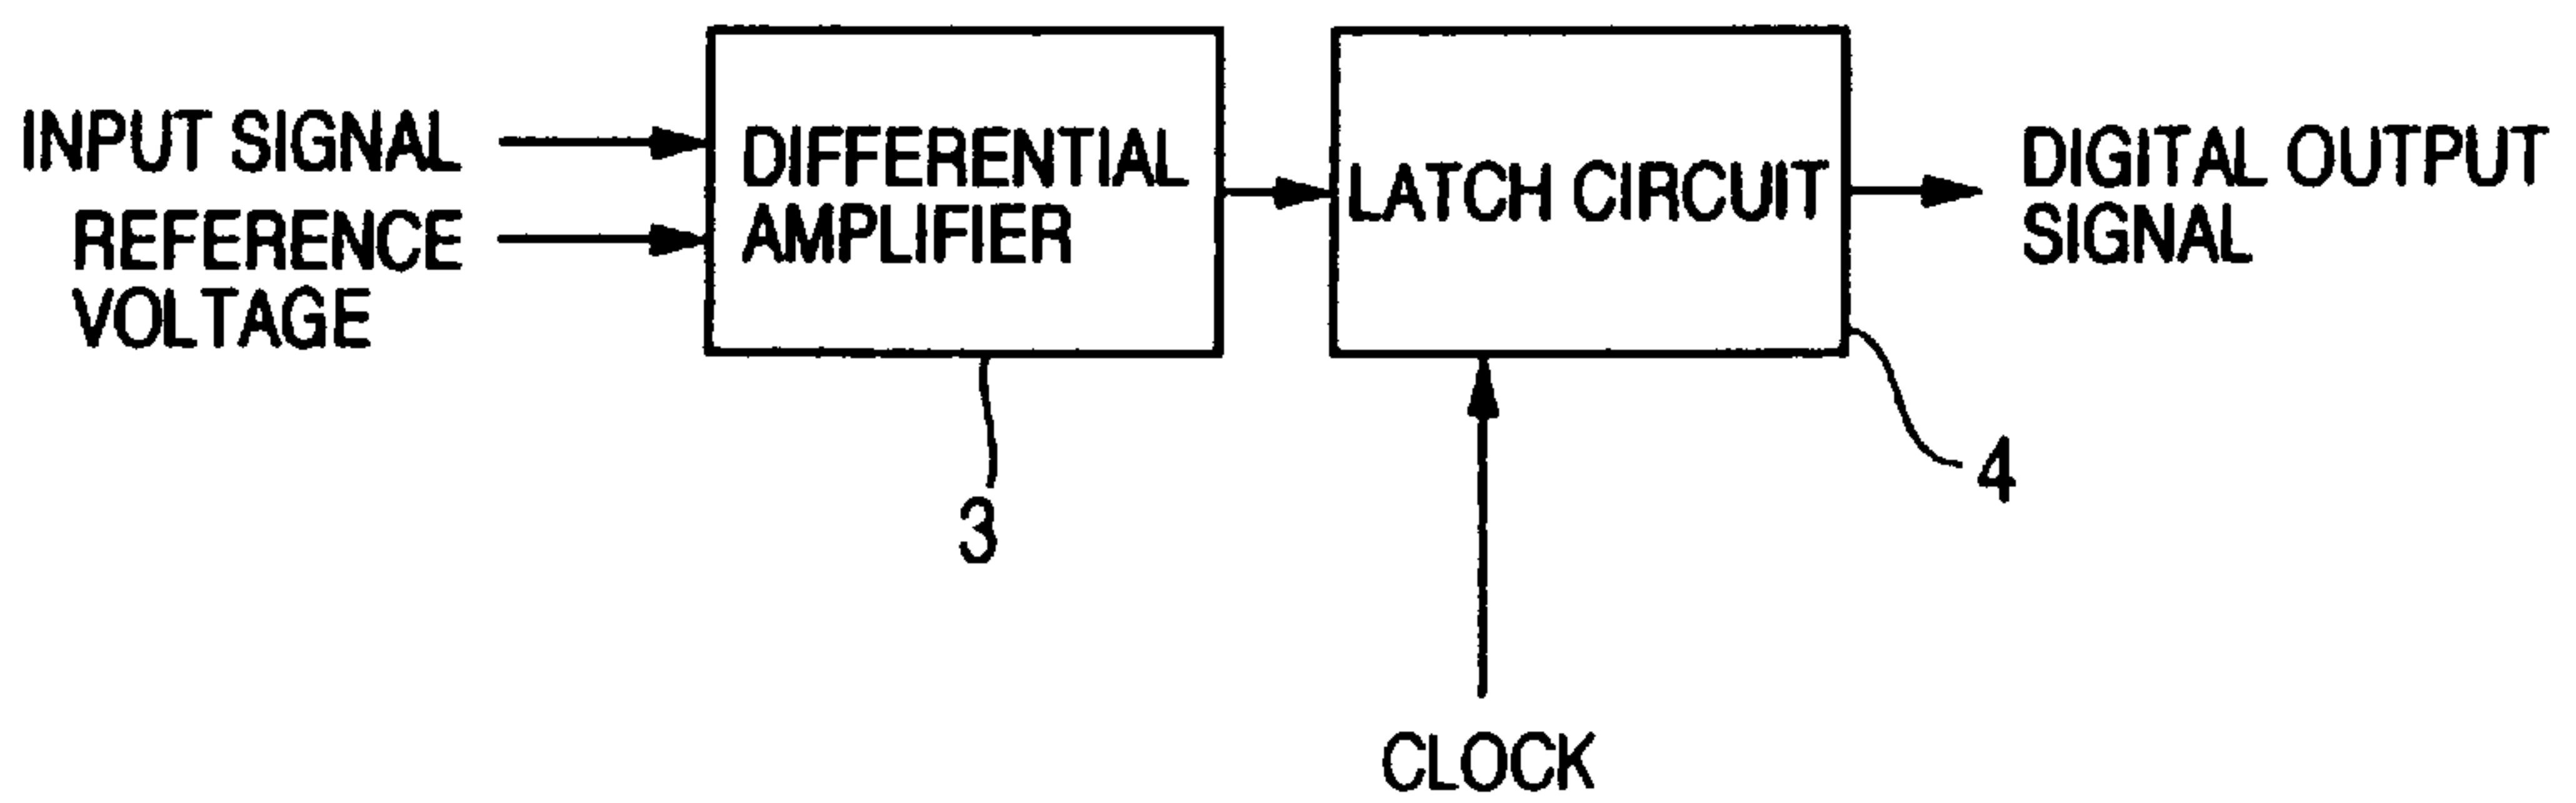 INPUT SIGNAL
REFERENCE
VOLTAGE
DIFFERENTIAL
AMPLIFIER
LATCH CIRCUIT
DIGITAL OUTPUT
SIGNAL
3
4
CLOCK